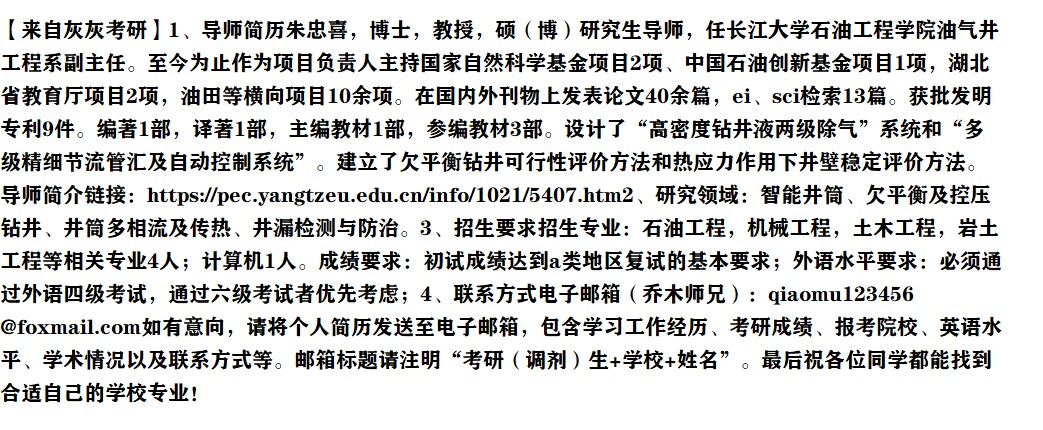 【来自灰灰考研】1、导师简历朱忠喜，博士，教授，硕（博）研究生导师，任长江大学石油工程学院油气井
工程系副主任。至今为止作为项目负责人主持国家自然科学基金项目2项、中国石油创新基金项目1项，湖北
省教育厅项目2项，油田等横向项目10余项。在国内外刊物上发表论文40余篇，ei、sci检索13篇。获批发明
专利9件。编著1部，译著1部，主编教材1部，参编教材3部。设计了“高密度钻井液两级除气”系统和“多
级精细节流管汇及自动控制系统”。建立了欠平衡钻井可行性评价方法和热应力作用下井壁稳定评价方法。
导师简介链接：https://pec.yangtzeu.edu.cn/info/1021/5407.htm2、研究领域：智能井筒、欠平衡及控压
钻井、井筒多相流及传热、井漏检测与防治。3、招生要求招生专业：石油工程，机械工程，土木工程，岩土
工程等相关专业4人；计算机1人。成绩要求：初试成绩达到a类地区复试的基本要求；外语水平要求：必须通
过外语四级考试，通过六级考试者优先考虑；4、联系方式电子邮箱（乔木师兄）：qiaomu123456
@foxmail.com如有意向，请将个人简历发送至电子邮箱，包含学习工作经历、考研成绩、报考院校、英语水
平、学术情况以及联系方式等。邮箱标题请注明“考研（调剂）生+学校+姓名”。最后祝各位同学都能找到
合适自己的学校专业！